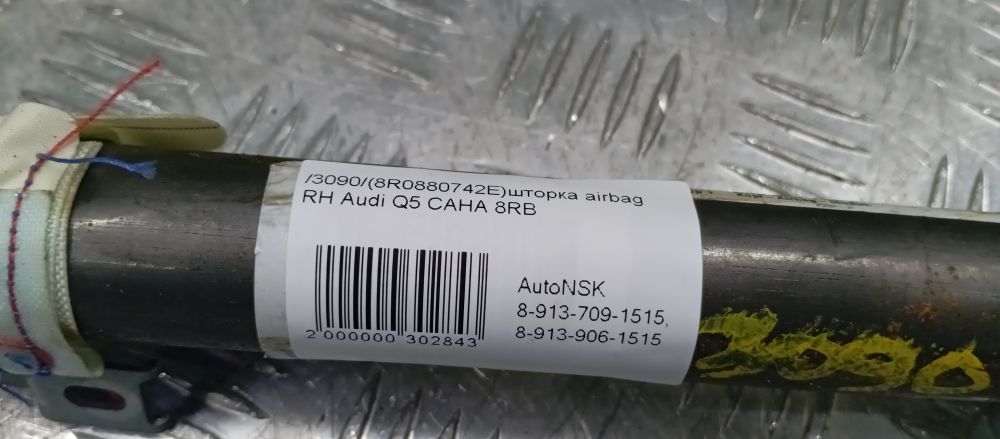 /3090/(8R0880742E)шторка airbag
RH Audi Q5 CAHA 8RB
AutoNSK
8-913-709-1515,
8-913-906-1515
2 000000 302843